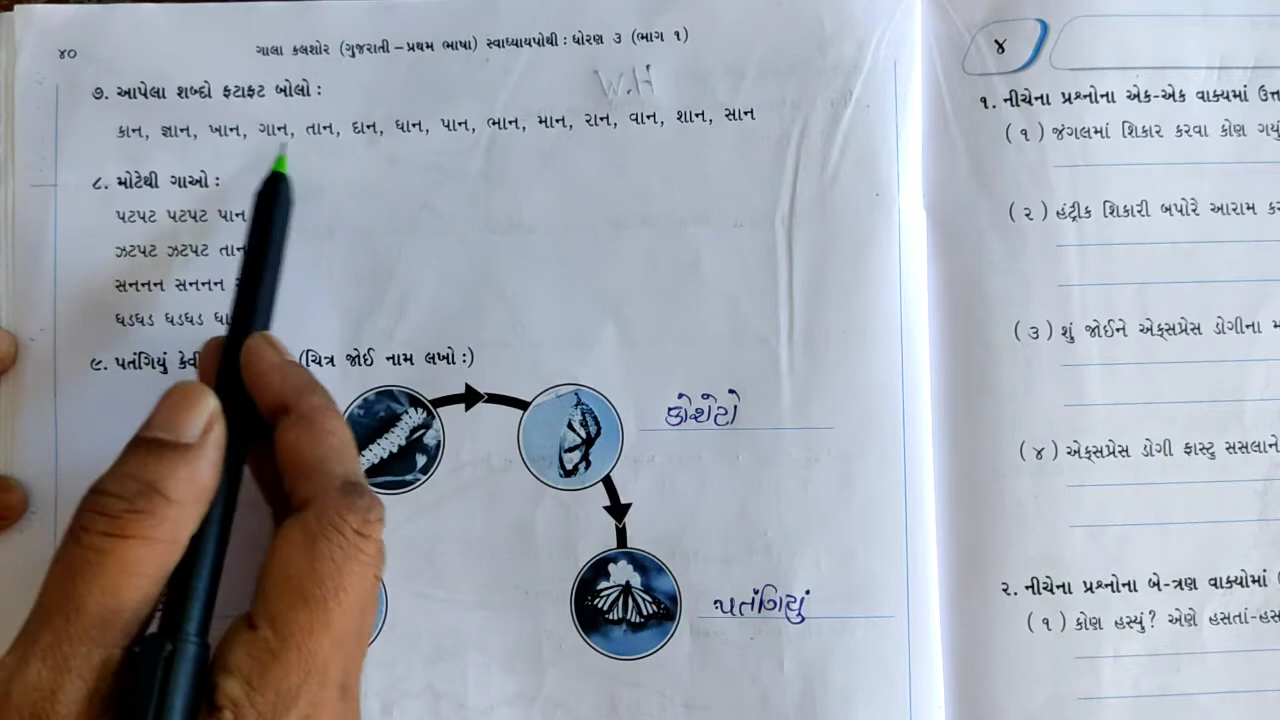 ૪૦
ગાલા કલશોર (ગુજરાતી – પ્રથમ ભાષા) સ્વાધ્યાયપોથી : ધોરણ ૩ (ભાગ ૧)
W.H
૭. આપેલા શબ્દો ફટાફટ બોલો :
કાન, જ્ઞાન, ખાન, ગાન, તાન, દાન, ધાન, પાન, ભાન, માન, રાન, વાન, શાન, સાન
૮. મોટેથી ગાઓ :
પટપટ પટપટ પાન
ઝટપટ ઝટપટ તાન
સનનન સનનન
ધડધડ ધડધડ
૯. પતંગિયું (ચિત્ર જોઈ નામ લખો :)
કોશેટો
પતંગિયું
૪
૧. નીચેના પ્રશ્નોના એક-એક વાક્યમાં
(૧) જંગલમાં શિકાર કરવા કોણ
(૨) હંટ્રીક શિકારી બપોરે આરામ
(૩) શું જોઈને એક્સપ્રેસ ડોગીના
(૪) એક્સપ્રેસ ડોગી ફાસ્ટુ સસલાને
૨. નીચેના પ્રશ્નોના બે-ત્રણ વાક્યોમાં
(૧) કોણ હસ્યું? એણે